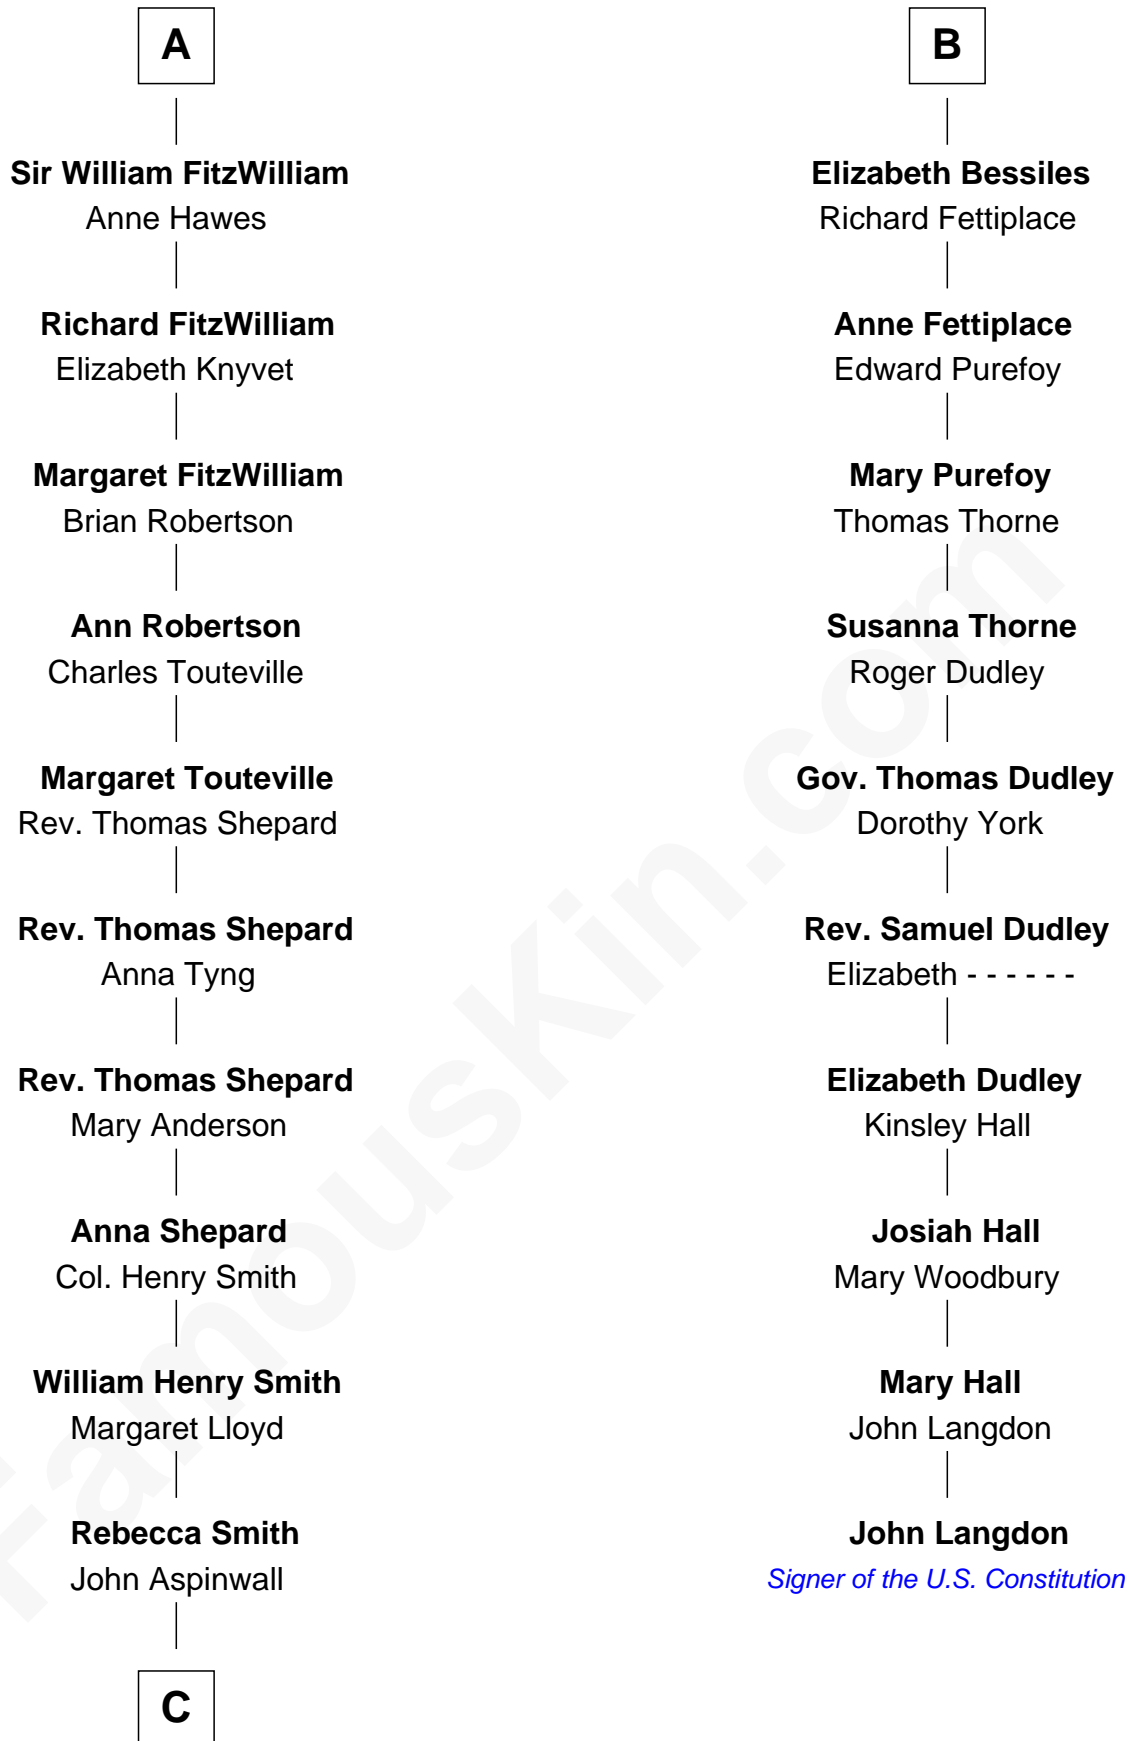 A
Sir William FitzWilliam
Anne Hawes
Richard FitzWilliam
Elizabeth Knyvet
Margaret FitzWilliam
Brian Robertson
Ann Robertson
Charles Touteville
Margaret Touteville
Rev. Thomas Shepard
Rev. Thomas Shepard
Anna Tyng
Rev. Thomas Shepard
Mary Anderson
Anna Shepard
Col. Henry Smith
William Henry Smith
Margaret Lloyd
Rebecca Smith
John Aspinwall
C
B
Elizabeth Bessiles
Richard Fettiplace
Anne Fettiplace
Edward Purefoy
Mary Purefoy
Thomas Thorne
Susanna Thorne
Roger Dudley
Gov. Thomas Dudley
Dorothy York
Rev. Samuel Dudley
Elizabeth - - - - - -
Elizabeth Dudley
Kinsley Hall
Josiah Hall
Mary Woodbury
Mary Hall
John Langdon
John Langdon
Signer of the U.S. Constitution
FamousKin.com